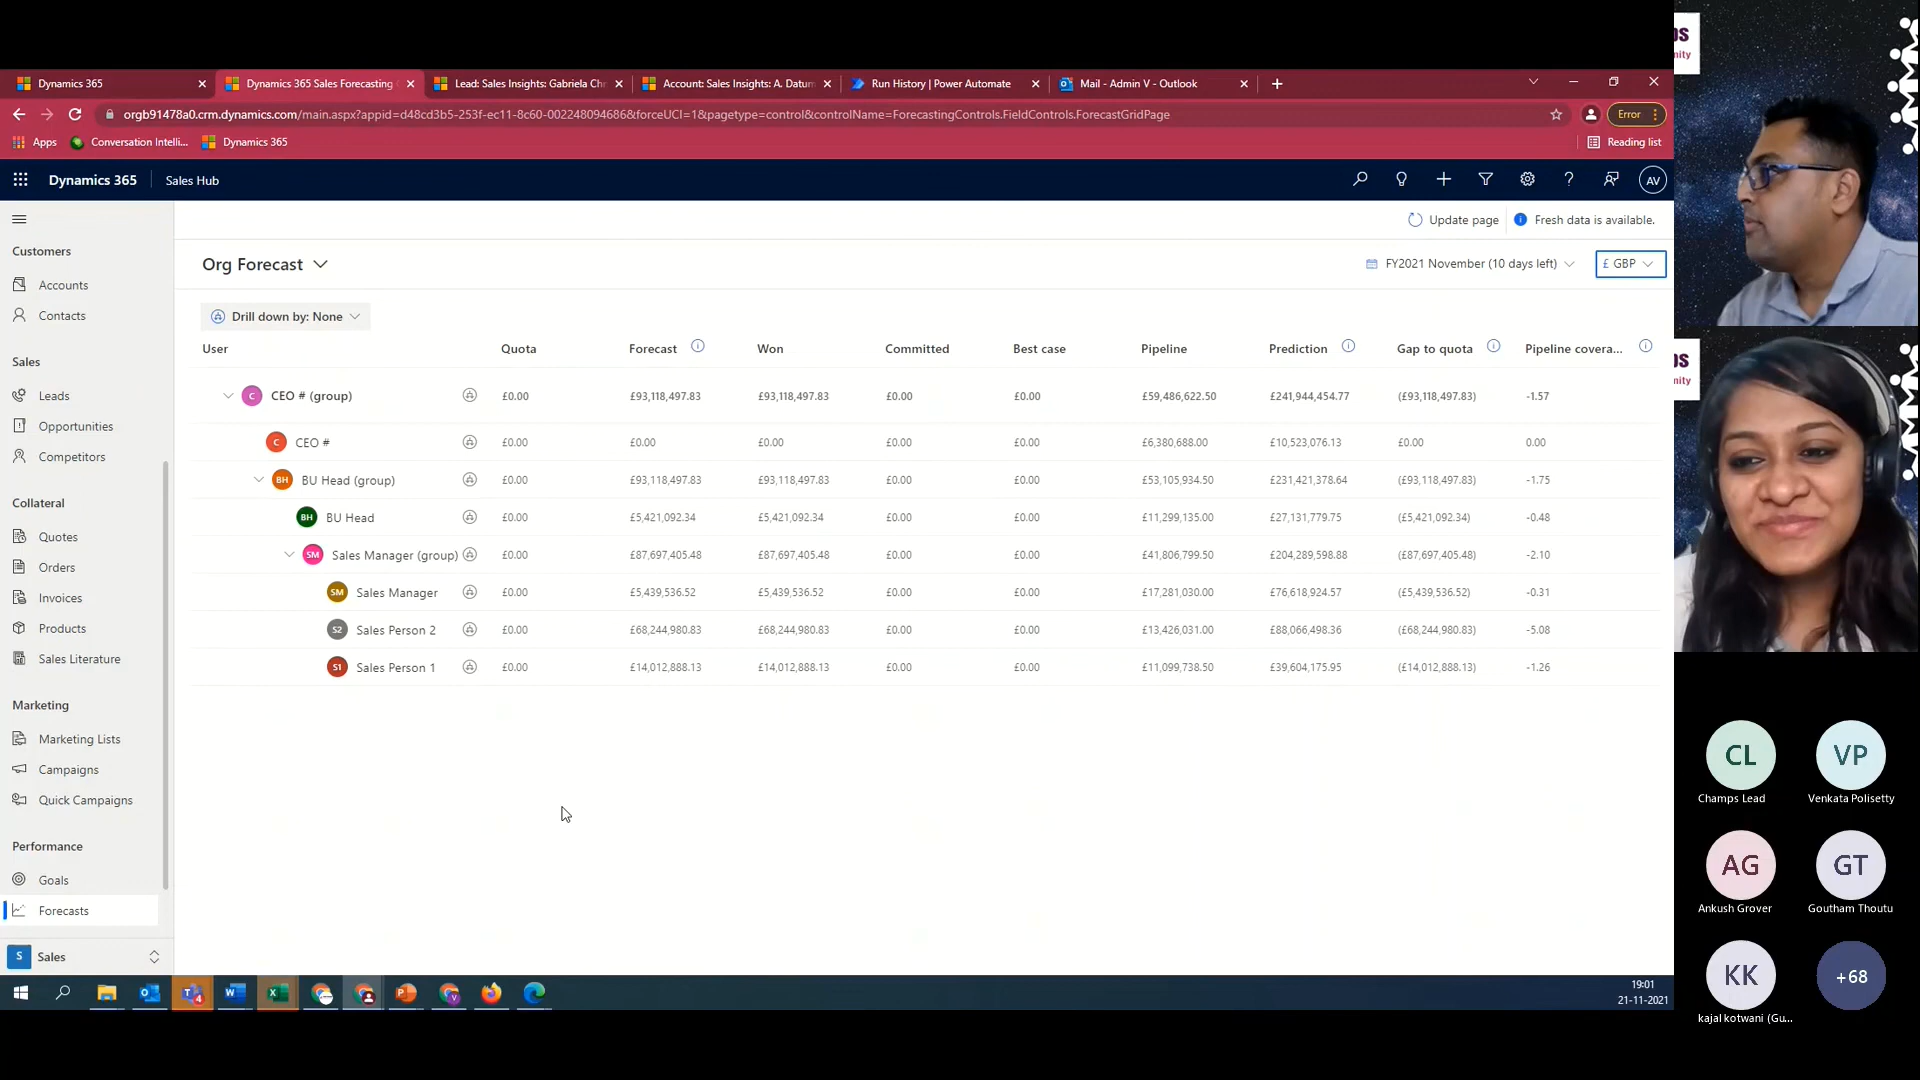 Dynamics 365
Dynamics 365 Sales Forecasting
Lead: Sales Insights: Gabriela Chr
Account: Sales Insights: A. Datum
Run History | Power Automate
Mail - Admin V - Outlook
orgb91478a0.crm.dynamics.com/main.aspx?appid=d48cd3b5-253f-ec11-8c60-002248094686&forceUCI=1&pagetype=control&controlName=ForecastingControls.FieldControls.ForecastGridPage
Error
Apps
Conversation Intelli...
Dynamics 365
Reading list
Dynamics 365
Sales Hub
AV
Update page
Fresh data is available.
Org Forecast
FY2021 November (10 days left)
£ GBP
Drill down by: None
User Quota Forecast Won Committed Best case Pipeline Prediction Gap to quota Pipeline covera...
C CEO # (group) £0.00 £93,118,497.83 £93,118,497.83 £0.00 £0.00 £59,486,622.50 £241,944,454.77 (£93,118,497.83) -1.57
C CEO # £0.00 £0.00 £0.00 £0.00 £0.00 £6,380,688.00 £10,523,076.13 £0.00 0.00
BH BU Head (group) £0.00 £93,118,497.83 £93,118,497.83 £0.00 £0.00 £53,105,934.50 £231,421,378.64 (£93,118,497.83) -1.75
BH BU Head £0.00 £5,421,092.34 £5,421,092.34 £0.00 £0.00 £11,299,135.00 £27,131,779.75 (£5,421,092.34) -0.48
SM Sales Manager (group) £0.00 £87,697,405.48 £87,697,405.48 £0.00 £0.00 £41,806,799.50 £204,289,598.88 (£87,697,405.48) -2.10
SM Sales Manager £0.00 £5,439,536.52 £5,439,536.52 £0.00 £0.00 £17,281,030.00 £76,618,924.57 (£5,439,536.52) -0.31
S2 Sales Person 2 £0.00 £68,244,980.83 £68,244,980.83 £0.00 £0.00 £13,426,031.00 £88,066,498.36 (£68,244,980.83) -5.08
S1 Sales Person 1 £0.00 £14,012,888.13 £14,012,888.13 £0.00 £0.00 £11,099,738.50 £39,604,175.95 (£14,012,888.13) -1.26
Customers
Accounts
Contacts
Sales
Leads
Opportunities
Competitors
Collateral
Quotes
Orders
Invoices
Products
Sales Literature
Marketing
Marketing Lists
Campaigns
Quick Campaigns
Performance
Goals
Forecasts
S Sales
19:01
21-11-2021
ps
nity
ps
nity
CL
Champs Lead
VP
Venkata Polisetty
AG
Ankush Grover
GT
Goutham Thoutu
KK
kajal kotwani (Gu...
+68